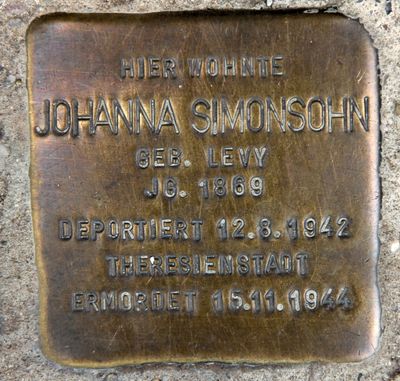 HIER WOHNTE
JOHANNA SIMONSOHN
GEB. LEVY
JG. 1869
DEPORTIERT 12.8.1942
THERESIENSTADT
ERMORDET 15.11.1944